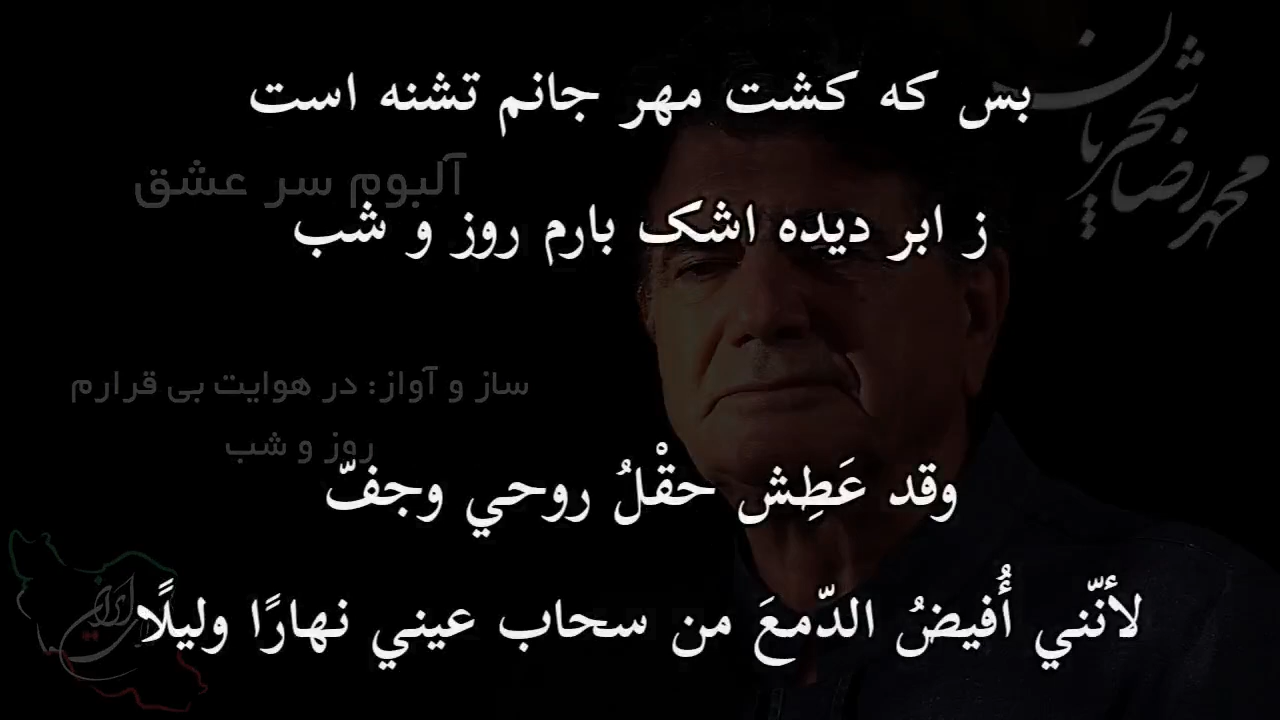 محمدرضا شجریان
بس که کشت مهر جانم تشنه است
آلبوم سر عشق
ز ابر دیده اشک بارم روز و شب
ساز و آواز: در هوایت بی قرارم
روز و شب
وقد عَطِش حقْلُ روحي وجفّ
لأنّني أُفيضُ الدّمعَ من سحاب عيني نهارًا وليلًا
ایران